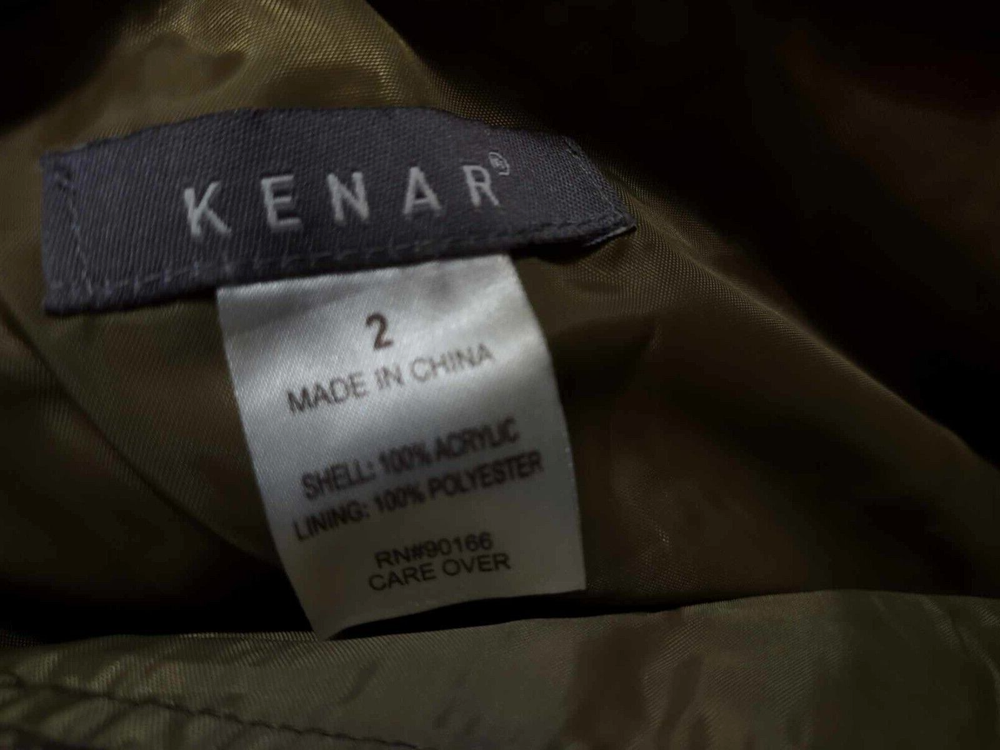 KENAR®
2
MADE IN CHINA
SHELL: 100% ACRYLIC
LINING: 100% POLYESTER
RN#90166
CARE OVER